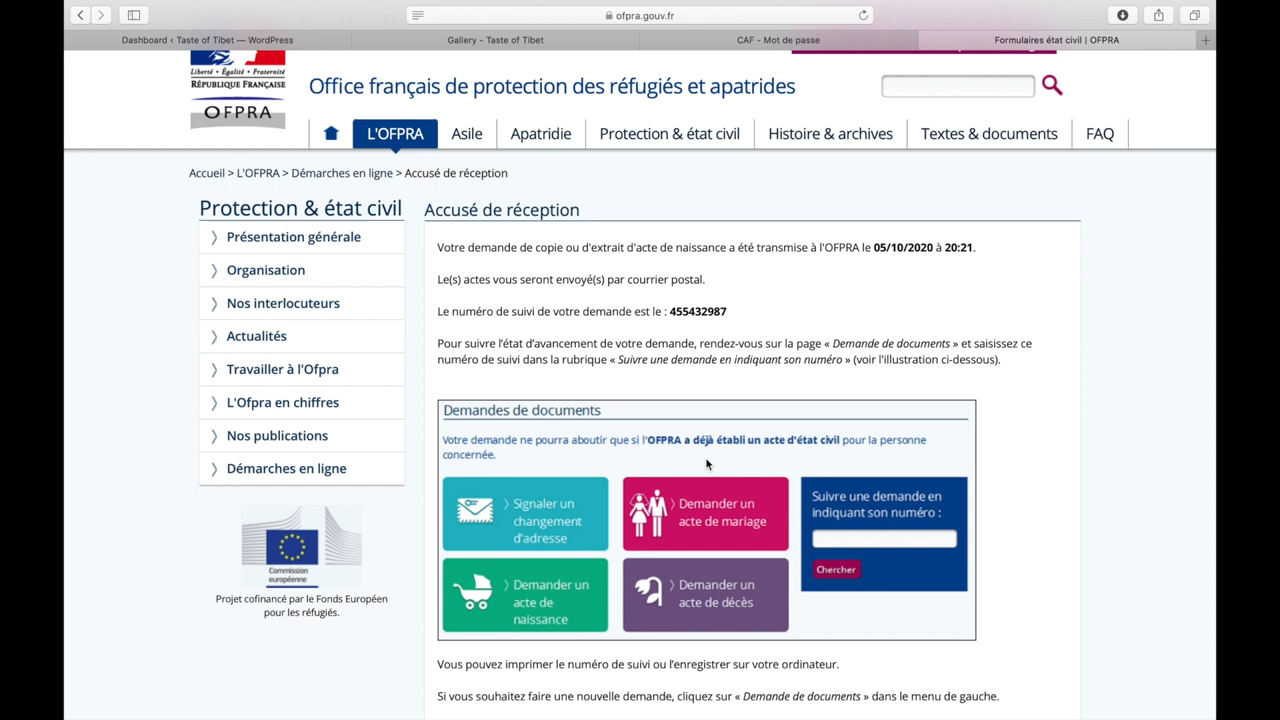 ofpra.gouv.fr
Dashboard ‹ Taste of Tibet — WordPress
Gallery - Taste of Tibet
CAF - Mot de passe
Formulaires état civil | OFPRA
Liberté • Égalité • Fraternité
RÉPUBLIQUE FRANÇAISE
OFPRA
Office français de protection des réfugiés et apatrides
L'OFPRA
Asile
Apatridie
Protection & état civil
Histoire & archives
Textes & documents
FAQ
Accueil > L'OFPRA > Démarches en ligne > Accusé de réception
Protection & état civil
Présentation générale
Organisation
Nos interlocuteurs
Actualités
Travailler à l'Ofpra
L'Ofpra en chiffres
Nos publications
Démarches en ligne
Commission
européenne
Projet cofinancé par le Fonds Européen
pour les réfugiés.
Accusé de réception
Votre demande de copie ou d'extrait d'acte de naissance a été transmise à l'OFPRA le 05/10/2020 à 20:21.
Le(s) actes vous seront envoyé(s) par courrier postal.
Le numéro de suivi de votre demande est le : 455432987
Pour suivre l'état d'avancement de votre demande, rendez-vous sur la page « Demande de documents » et saisissez ce
numéro de suivi dans la rubrique « Suivre une demande en indiquant son numéro » (voir l'illustration ci-dessous).
Demandes de documents
Votre demande ne pourra aboutir que si l'OFPRA a déjà établi un acte d'état civil pour la personne
concernée.
Signaler un
changement
d'adresse
Demander un
acte de mariage
Demander un
acte de
naissance
Demander un
acte de décès
Suivre une demande en
indiquant son numéro :
Chercher
Vous pouvez imprimer le numéro de suivi ou l'enregistrer sur votre ordinateur.
Si vous souhaitez faire une nouvelle demande, cliquez sur « Demande de documents » dans le menu de gauche.